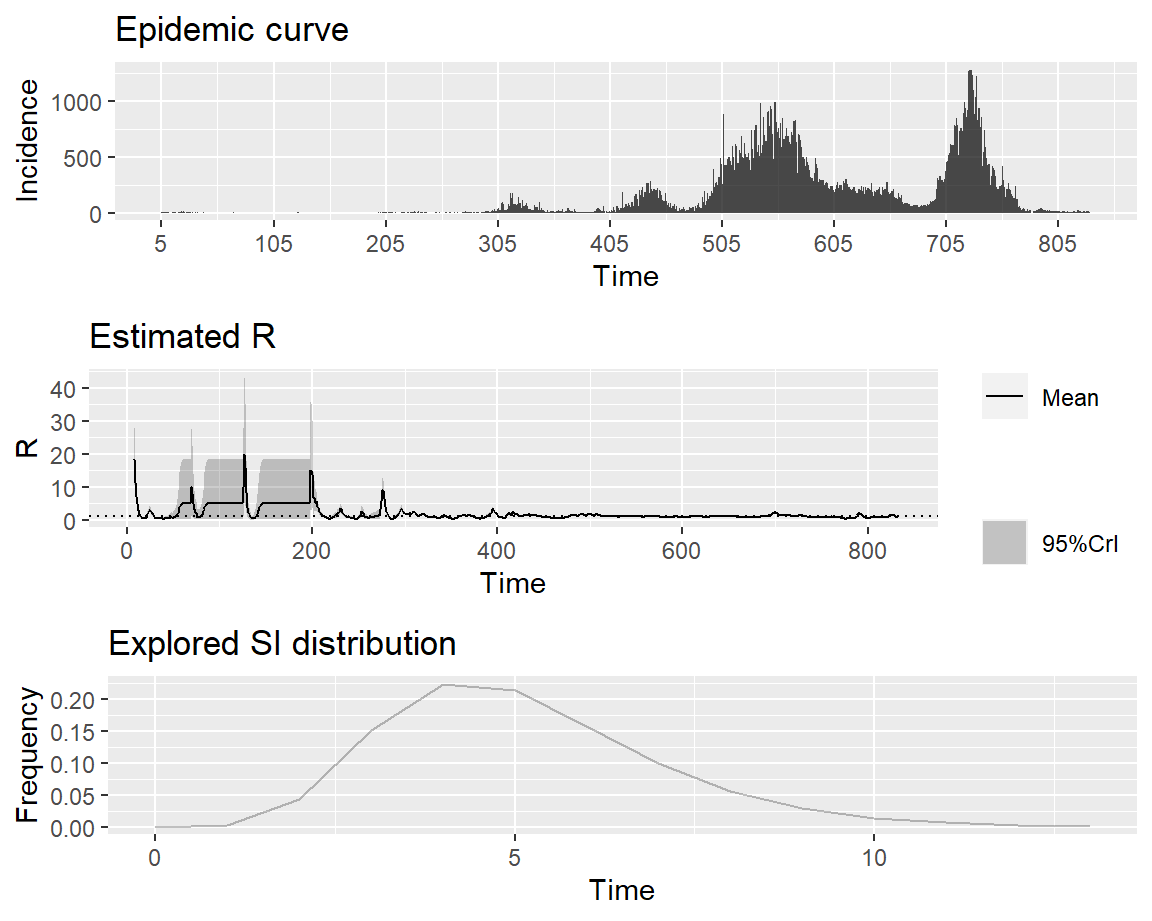 Epidemic curve
Incidence
1000
500
0
5 105 205 305 405 505 605 705 805
Time
Estimated R
R
40
30
20
10
0
0 200 400 600 800
Time
Mean
95%CrI
Explored SI distribution
Frequency
0.20
0.15
0.10
0.05
0.00
0 5 10
Time